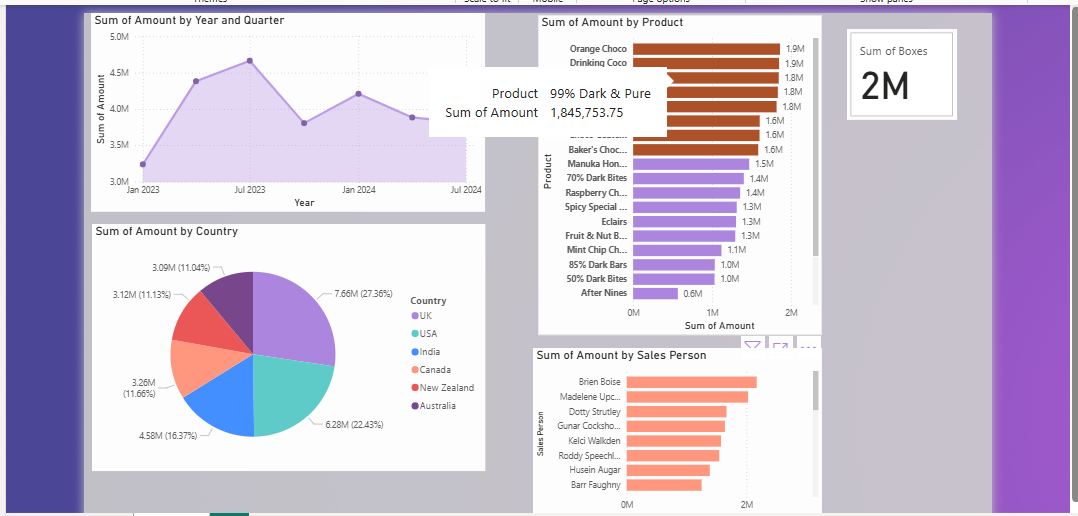 Sum of Amount by Year and Quarter
5.0M
4.5M
4.0M
3.5M
3.0M
Sum of Amount
Jan 2023
Jul 2023
Jan 2024
Jul 2024
Year
Sum of Amount by Product
Product
Orange Choco
1.9M
Drinking Coco
1.9M
1.8M
1.8M
1.8M
1.6M
1.6M
Baker's Choc...
1.6M
Manuka Hon...
1.5M
70% Dark Bites
1.4M
Raspberry Ch...
1.4M
Spicy Special ...
1.3M
Eclairs
1.3M
Fruit & Nut B...
1.3M
Mint Chip Ch...
1.1M
85% Dark Bars
1.0M
50% Dark Bites
1.0M
After Nines
0.6M
0M
1M
2M
Sum of Amount
Product 99% Dark & Pure
Sum of Amount 1,845,753.75
Sum of Boxes
2M
Sum of Amount by Country
3.09M (11.04%)
3.12M (11.13%)
3.26M
(11.66%)
4.58M (16.37%)
7.66M (27.36%)
6.28M (22.43%)
Country
UK
USA
India
Canada
New Zealand
Australia
Sum of Amount by Sales Person
Sales Person
Brien Boise
Madelene Upc...
Dotty Strutley
Gunar Cocksho...
Kelci Walkden
Roddy Speechl...
Husein Augar
Barr Faughny
0M
2M